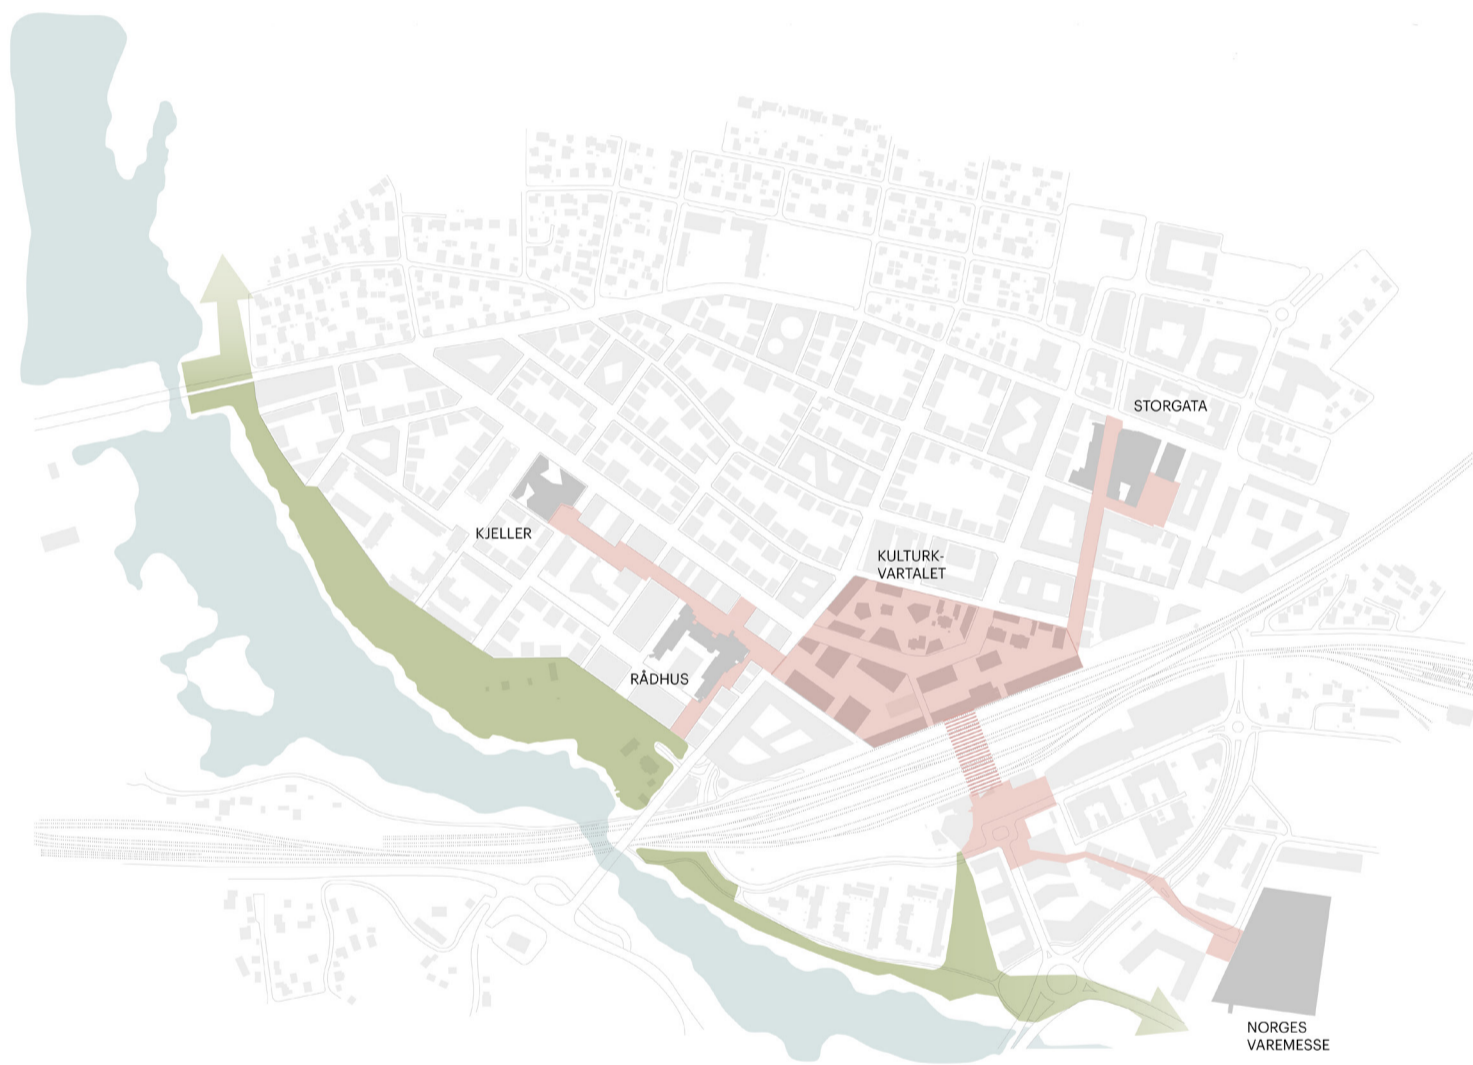 STORGATA
KJELLER
KULTURK-
VARTALET
RÅDHUS
NORGES
VAREMESSE